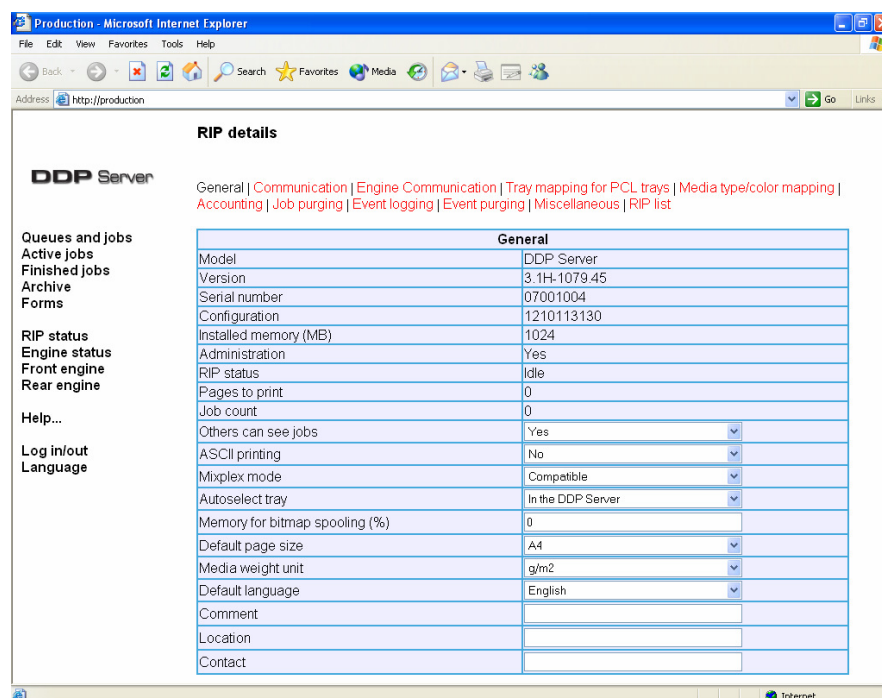 Production - Microsoft Internet Explorer
File Edit View Favorites Tools Help
Back Search Favorites Media
Address http://production Go Links
RIP details
DDP Server
General | Communication | Engine Communication | Tray mapping for PCL trays | Media type/color mapping |
Accounting | Job purging | Event logging | Event purging | Miscellaneous | RIP list
Queues and jobs
Active jobs
Finished jobs
Archive
Forms
RIP status
Engine status
Front engine
Rear engine
Help...
Log in/out
Language
General
Model DDP Server
Version 3.1H-1079.45
Serial number 07001004
Configuration 1210113130
Installed memory (MB) 1024
Administration Yes
RIP status Idle
Pages to print 0
Job count 0
Others can see jobs Yes
ASCII printing No
Mixplex mode Compatible
Autoselect tray In the DDP Server
Memory for bitmap spooling (%) 0
Default page size A4
Media weight unit g/m2
Default language English
Comment
Location
Contact
Internet